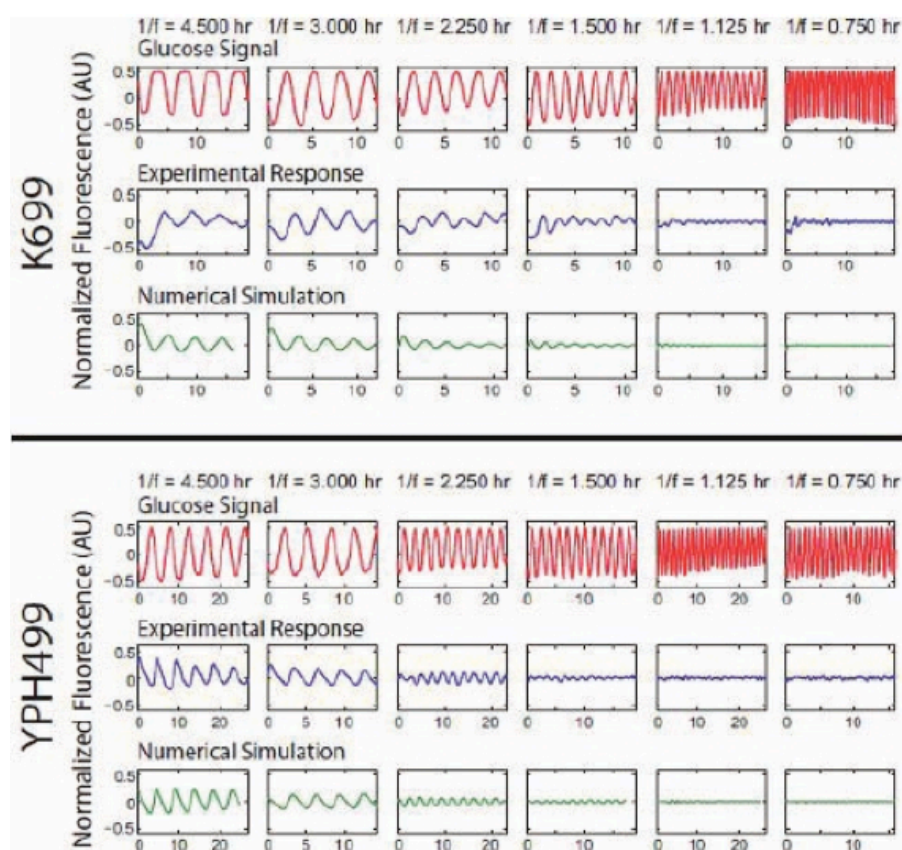 1/f = 4.500 hr 1/f = 3.000 hr 1/f = 2.250 hr 1/f = 1.500 hr 1/f = 1.125 hr 1/f = 0.750 hr
Glucose Signal
0.5
0
-0.5
0 10 0 5 10 0 5 10 0 5 10 0 10 0 10
Experimental Response
0.5
0
-0.5
0 10 0 5 10 0 5 10 0 5 10 0 10 0 10
Numerical Simulation
0.5
0
-0.5
0 10 0 5 10 0 5 10 0 5 10 0 10 0 10
Normalized Fluorescence (AU)
K699
1/f = 4.500 hr 1/f = 3.000 hr 1/f = 2.250 hr 1/f = 1.500 hr 1/f = 1.125 hr 1/f = 0.750 hr
Glucose Signal
0.5
0
-0.5
0 10 20 0 5 10 0 10 20 0 10 0 10 20 0 10
Experimental Response
0.5
0
-0.5
0 10 20 0 5 10 0 10 20 0 10 0 10 20 0 10
Numerical Simulation
0.5
0
-0.5
0 10 20 0 5 10 0 10 20 0 10 0 10 20 0 10
Normalized Fluorescence (AU)
YPH499